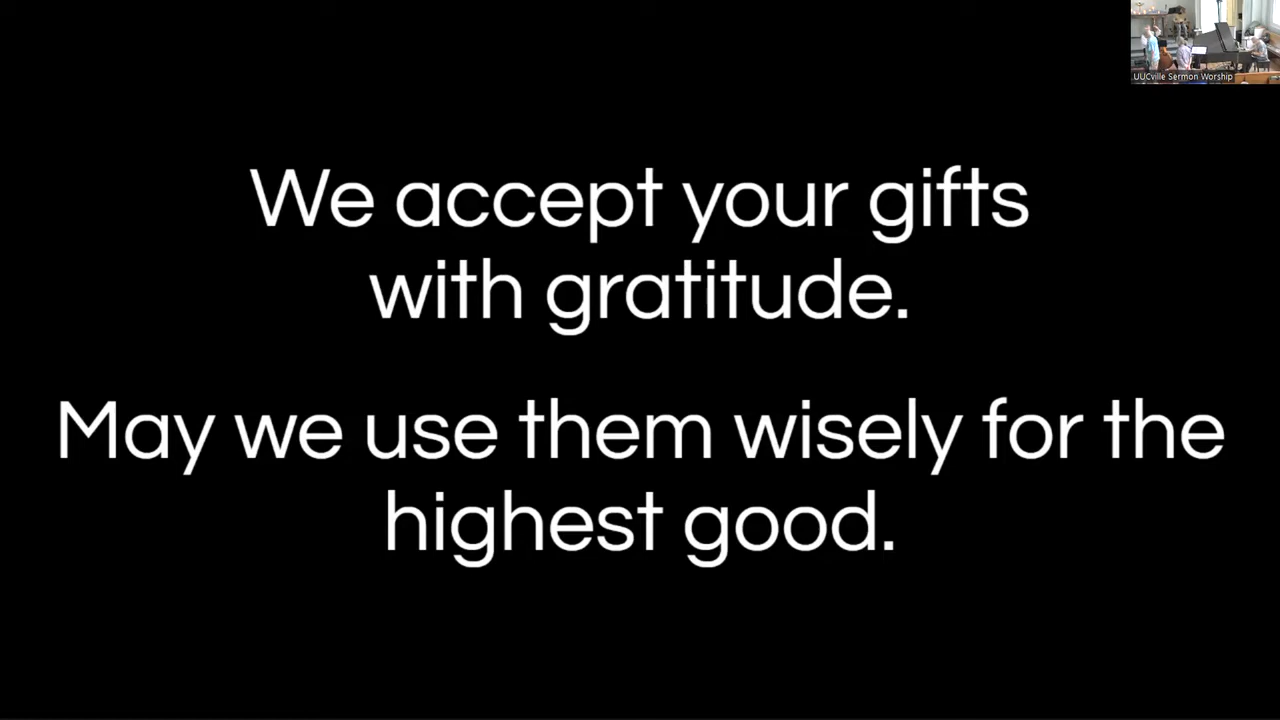 UUCville Sermon Worship
We accept your gifts
with gratitude.
May we use them wisely for the
highest good.